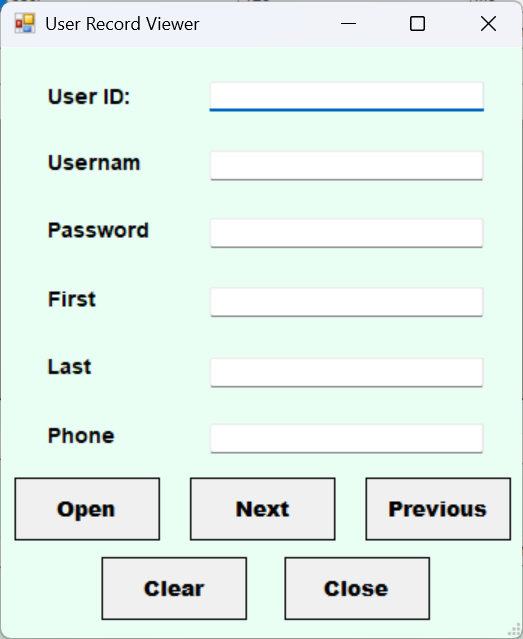 User Record Viewer
User ID:
Usernam
Password
First
Last
Phone
Open Next Previous
Clear Close